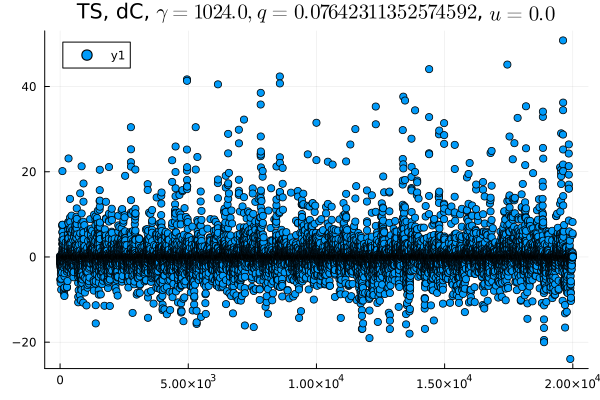 TS, dC, γ = 1024.0, q = 0.07642311352574592, u = 0.0
y1
40
20
0
−20
0 5.00×10³ 1.00×10⁴ 1.50×10⁴ 2.00×10⁴